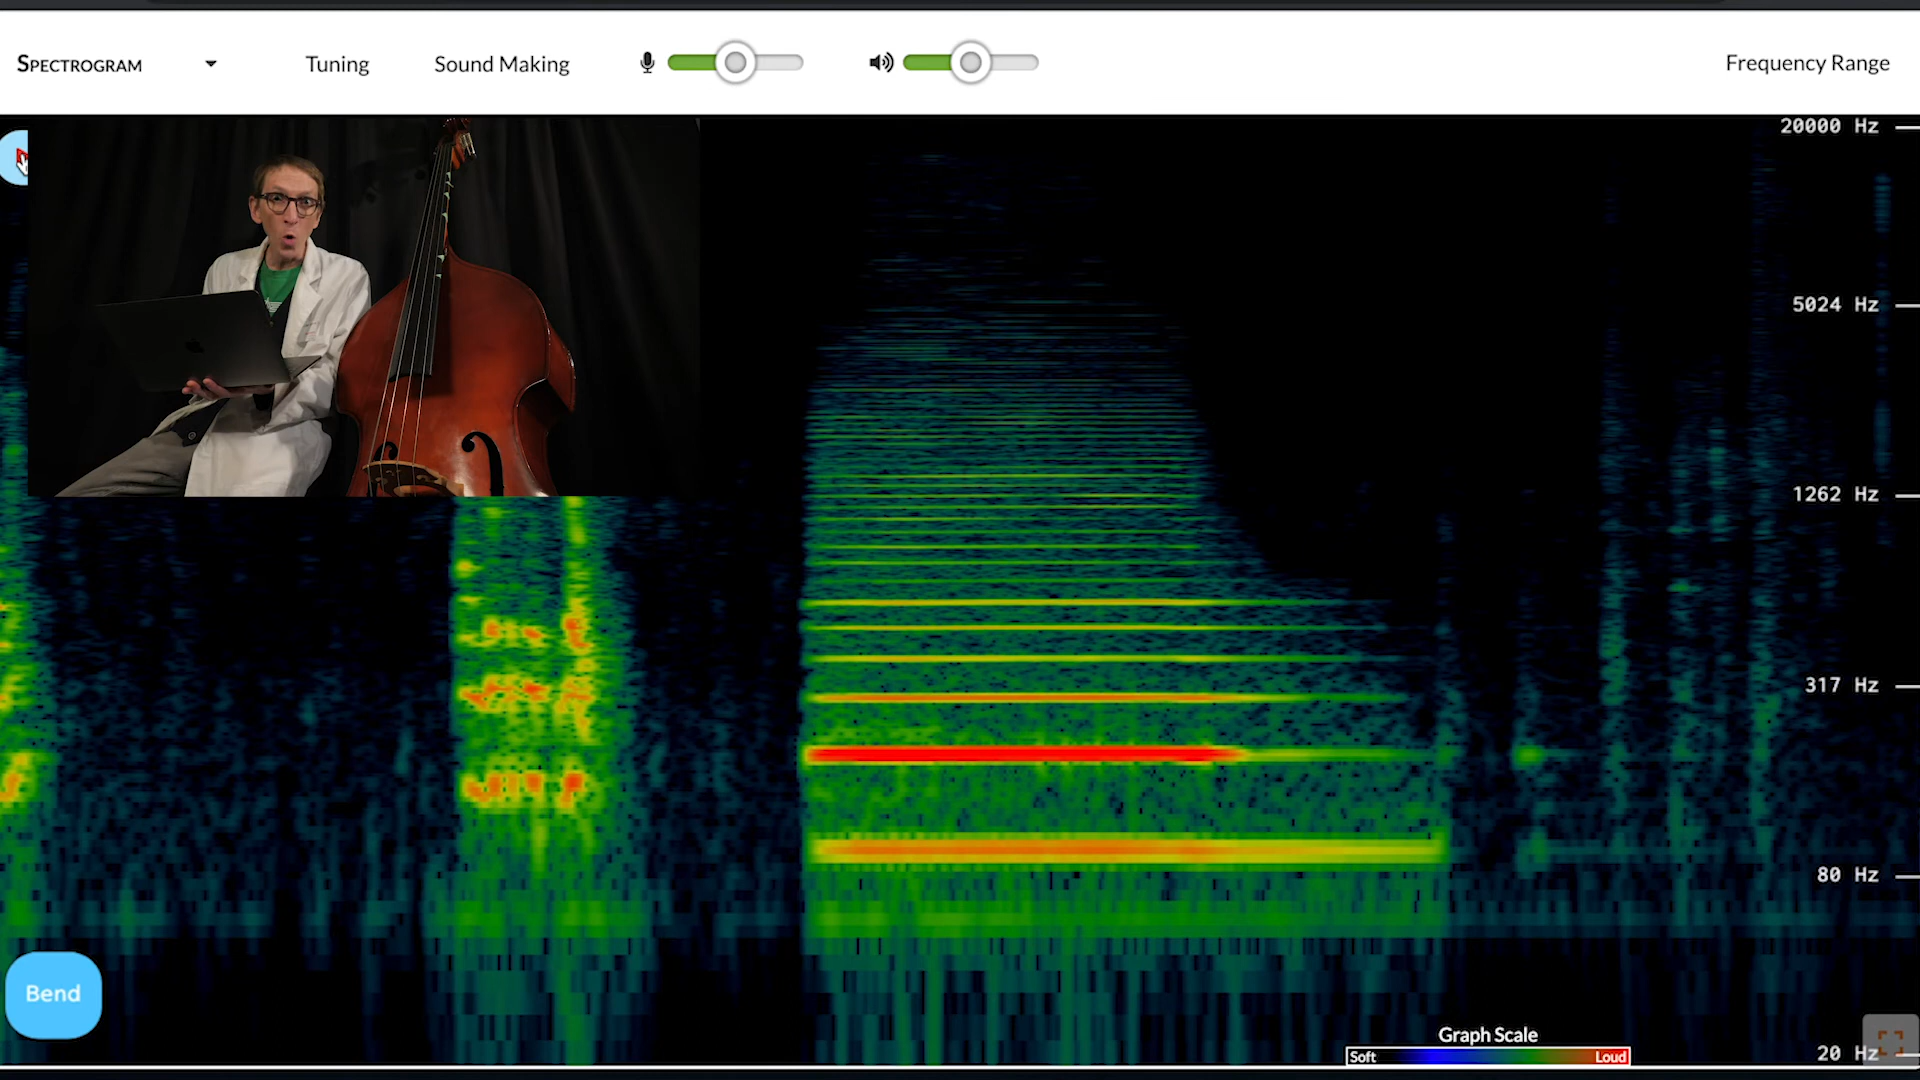 SPECTROGRAM
Tuning
Sound Making
Frequency Range
20000 Hz
5024 Hz
1262 Hz
317 Hz
80 Hz
20 Hz
Bend
Graph Scale
Soft
Loud